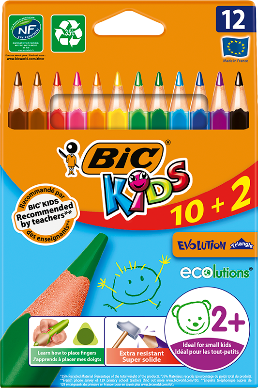 NF
12
BIC
KIDS
10 + 2
Recommandé par
BIC® KIDS
Recommended
by teachers**
des enseignants**
EVOLUTION
TRIANGLE
ecolutions®
2+
Learn how to place fingers
J'apprends à placer mes doigts
Extra resistant
Super solide
Ideal for small kids
Idéal pour les tout-petits